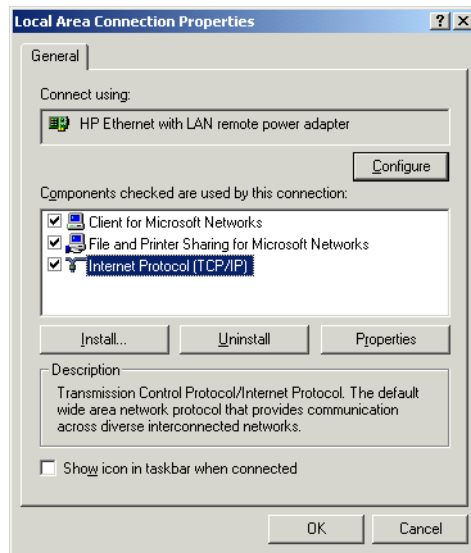 Local Area Connection Properties
General
Connect using:
HP Ethernet with LAN remote power adapter
Configure
Components checked are used by this connection:
Client for Microsoft Networks
File and Printer Sharing for Microsoft Networks
Internet Protocol (TCP/IP)
Install... Uninstall Properties
Description
Transmission Control Protocol/Internet Protocol. The default
wide area network protocol that provides communication
across diverse interconnected networks.
Show icon in taskbar when connected
OK Cancel